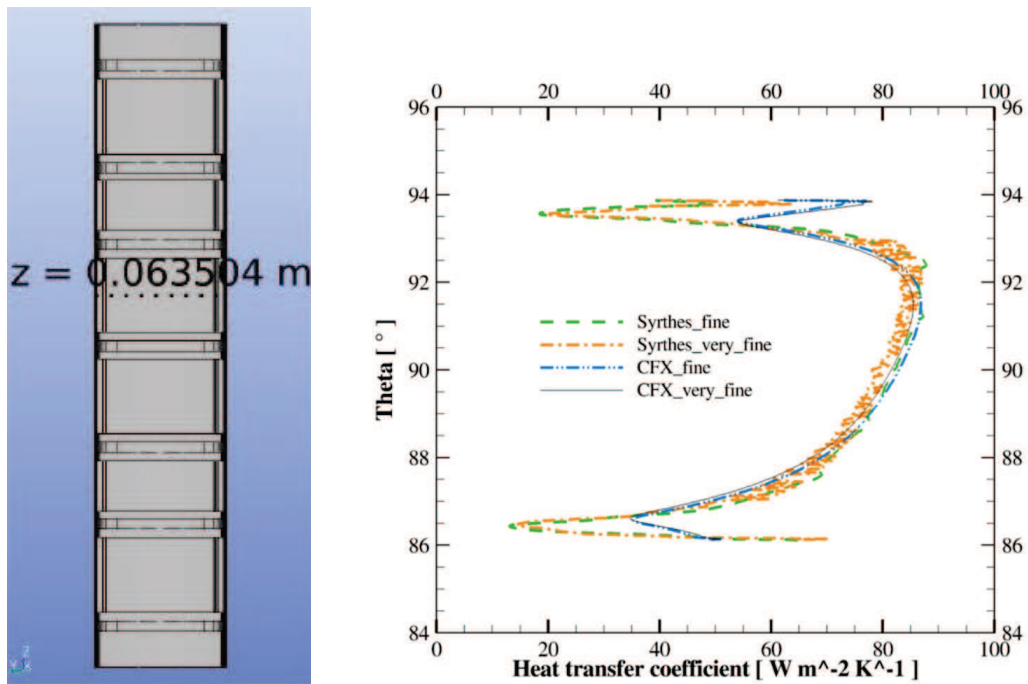 z = 0.063504 m
0 20 40 60 80 100
96 96
94 94
92 92
90 90
88 88
86 86
84 84
Theta [ ° ]
Syrthes_fine
Syrthes_very_fine
CFX_fine
CFX_very_fine
20 40 60 80 100
Heat transfer coefficient [ W m^-2 K^-1 ]